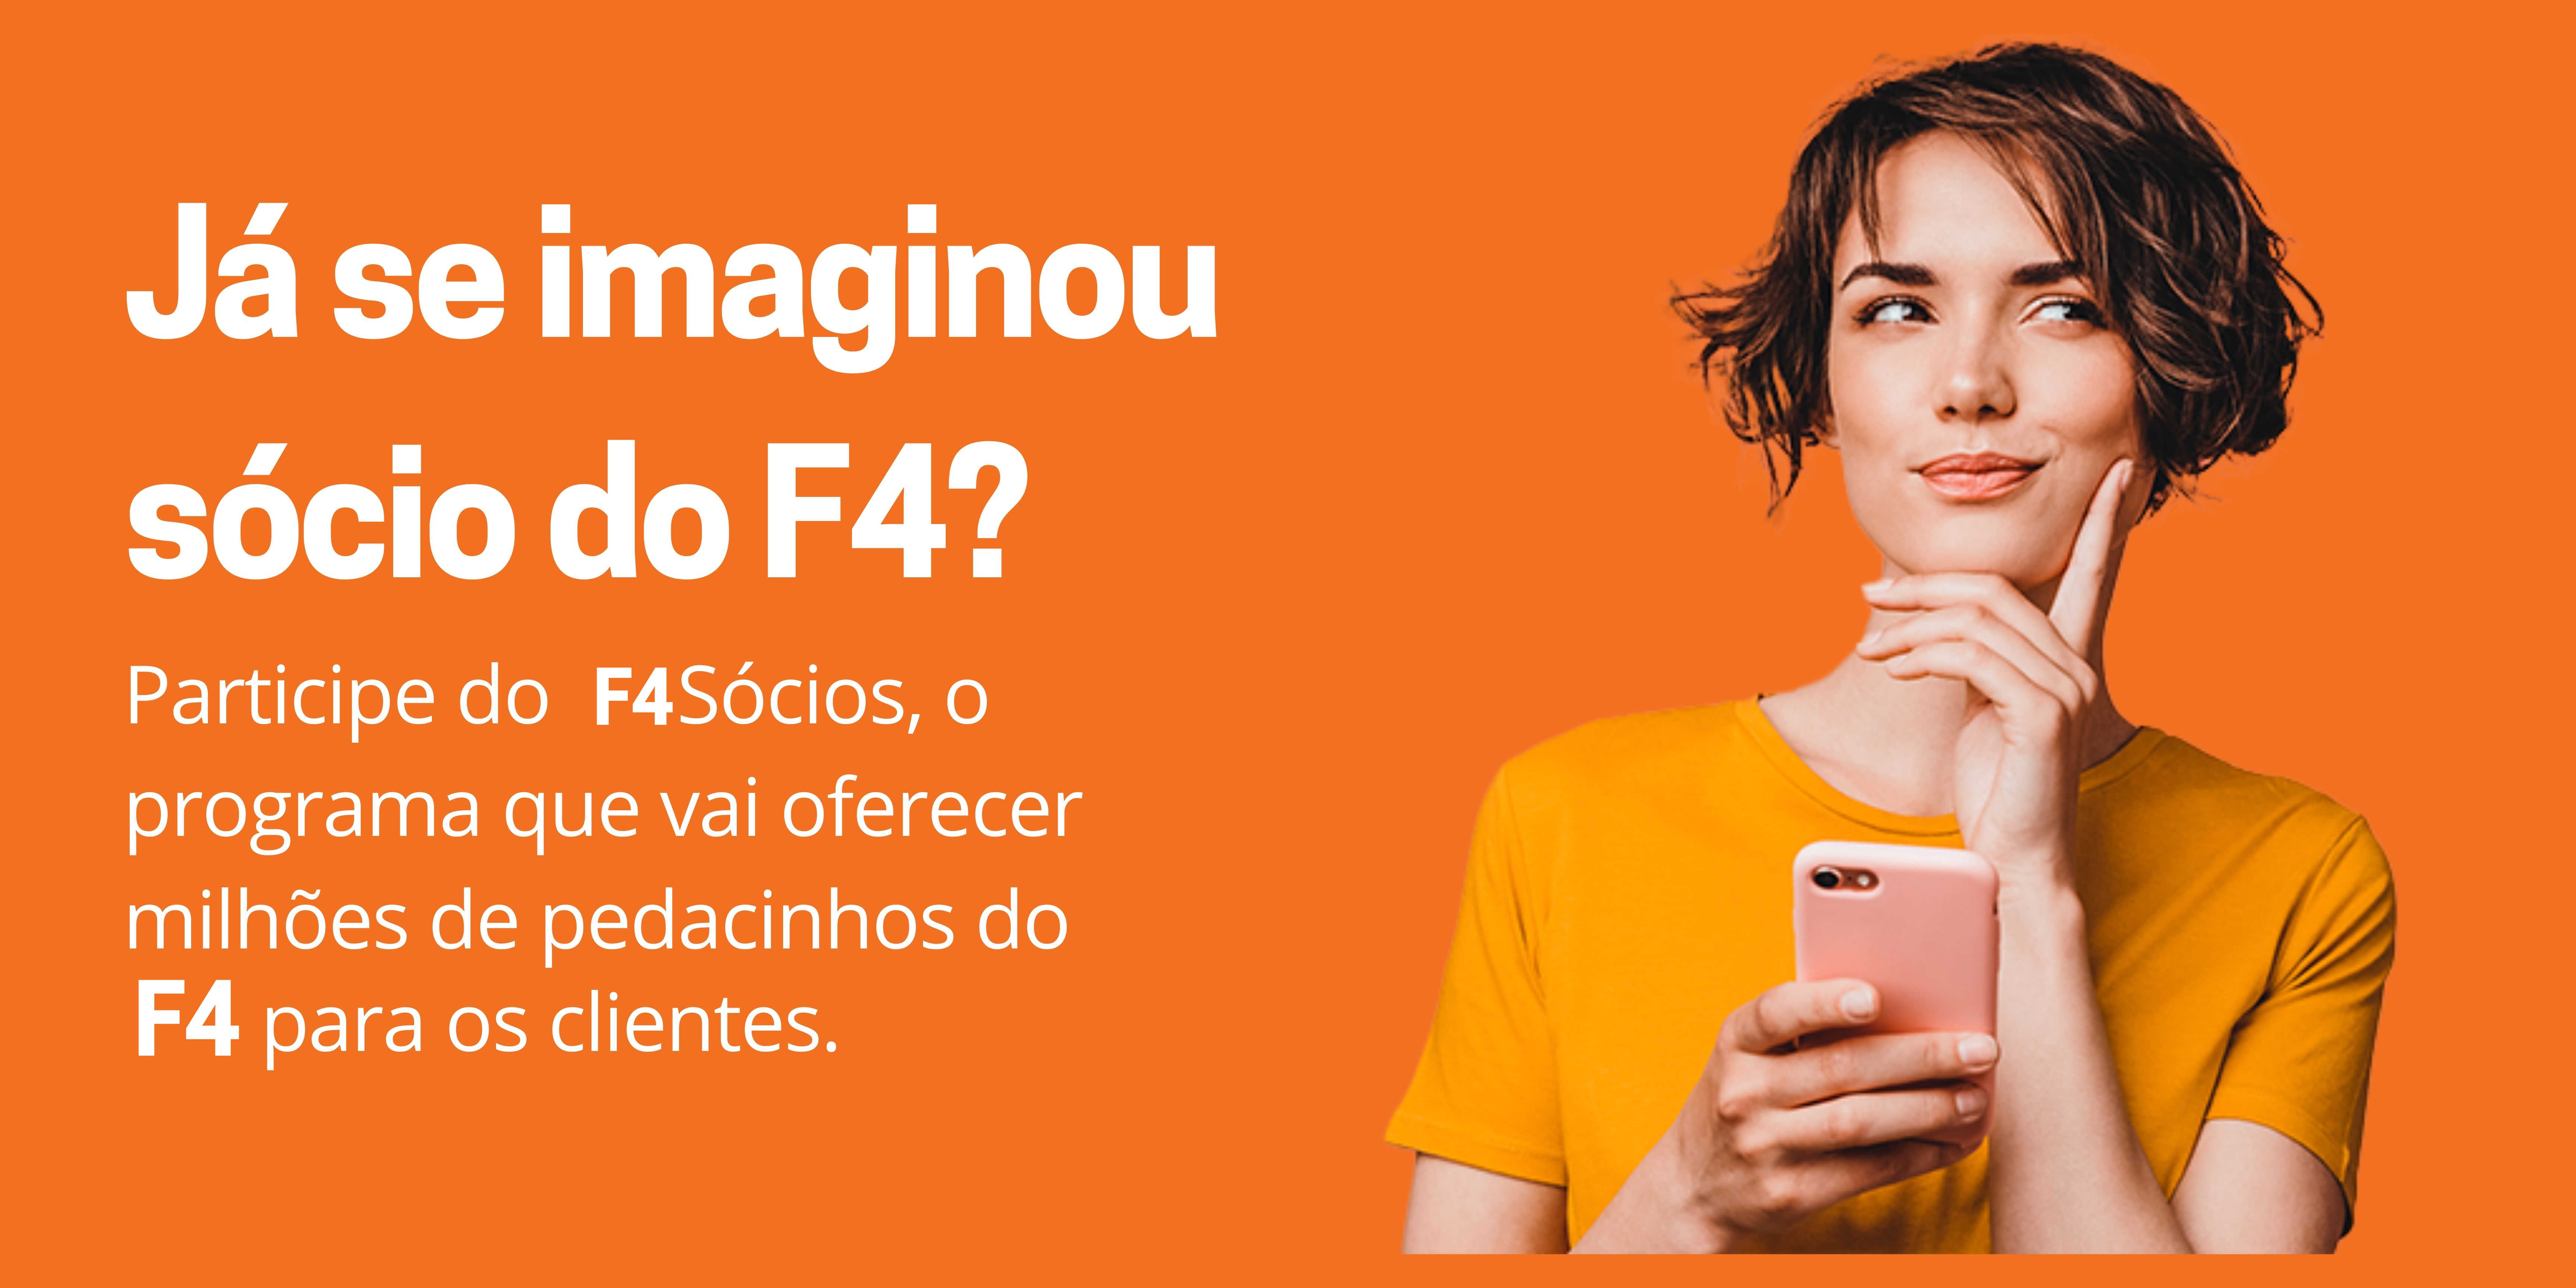 Já se imaginou
sócio do F4?
Participe do F4Sócios, o
programa que vai oferecer
milhões de pedacinhos do
F4 para os clientes.